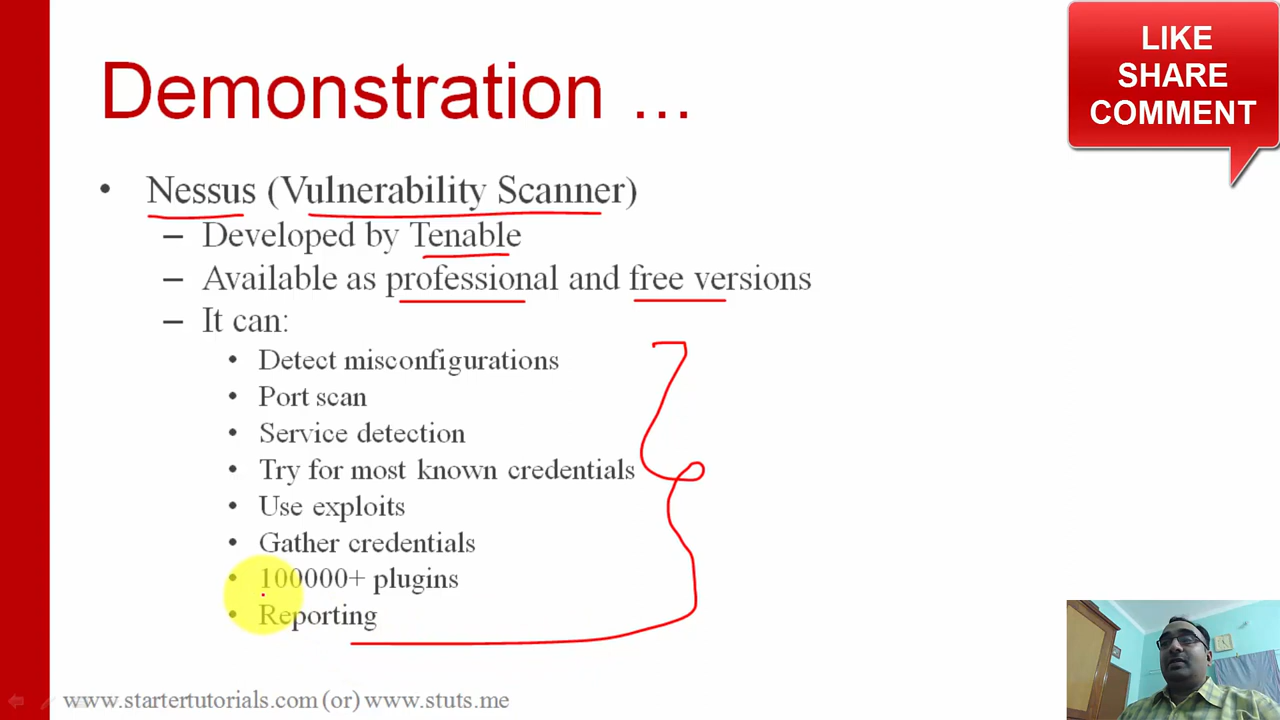 Demonstration ...
LIKE
SHARE
COMMENT
• Nessus (Vulnerability Scanner)
– Developed by Tenable
– Available as professional and free versions
– It can:
• Detect misconfigurations
• Port scan
• Service detection
• Try for most known credentials
• Use exploits
• Gather credentials
• 100000+ plugins
• Reporting
www.startertutorials.com (or) www.stuts.me